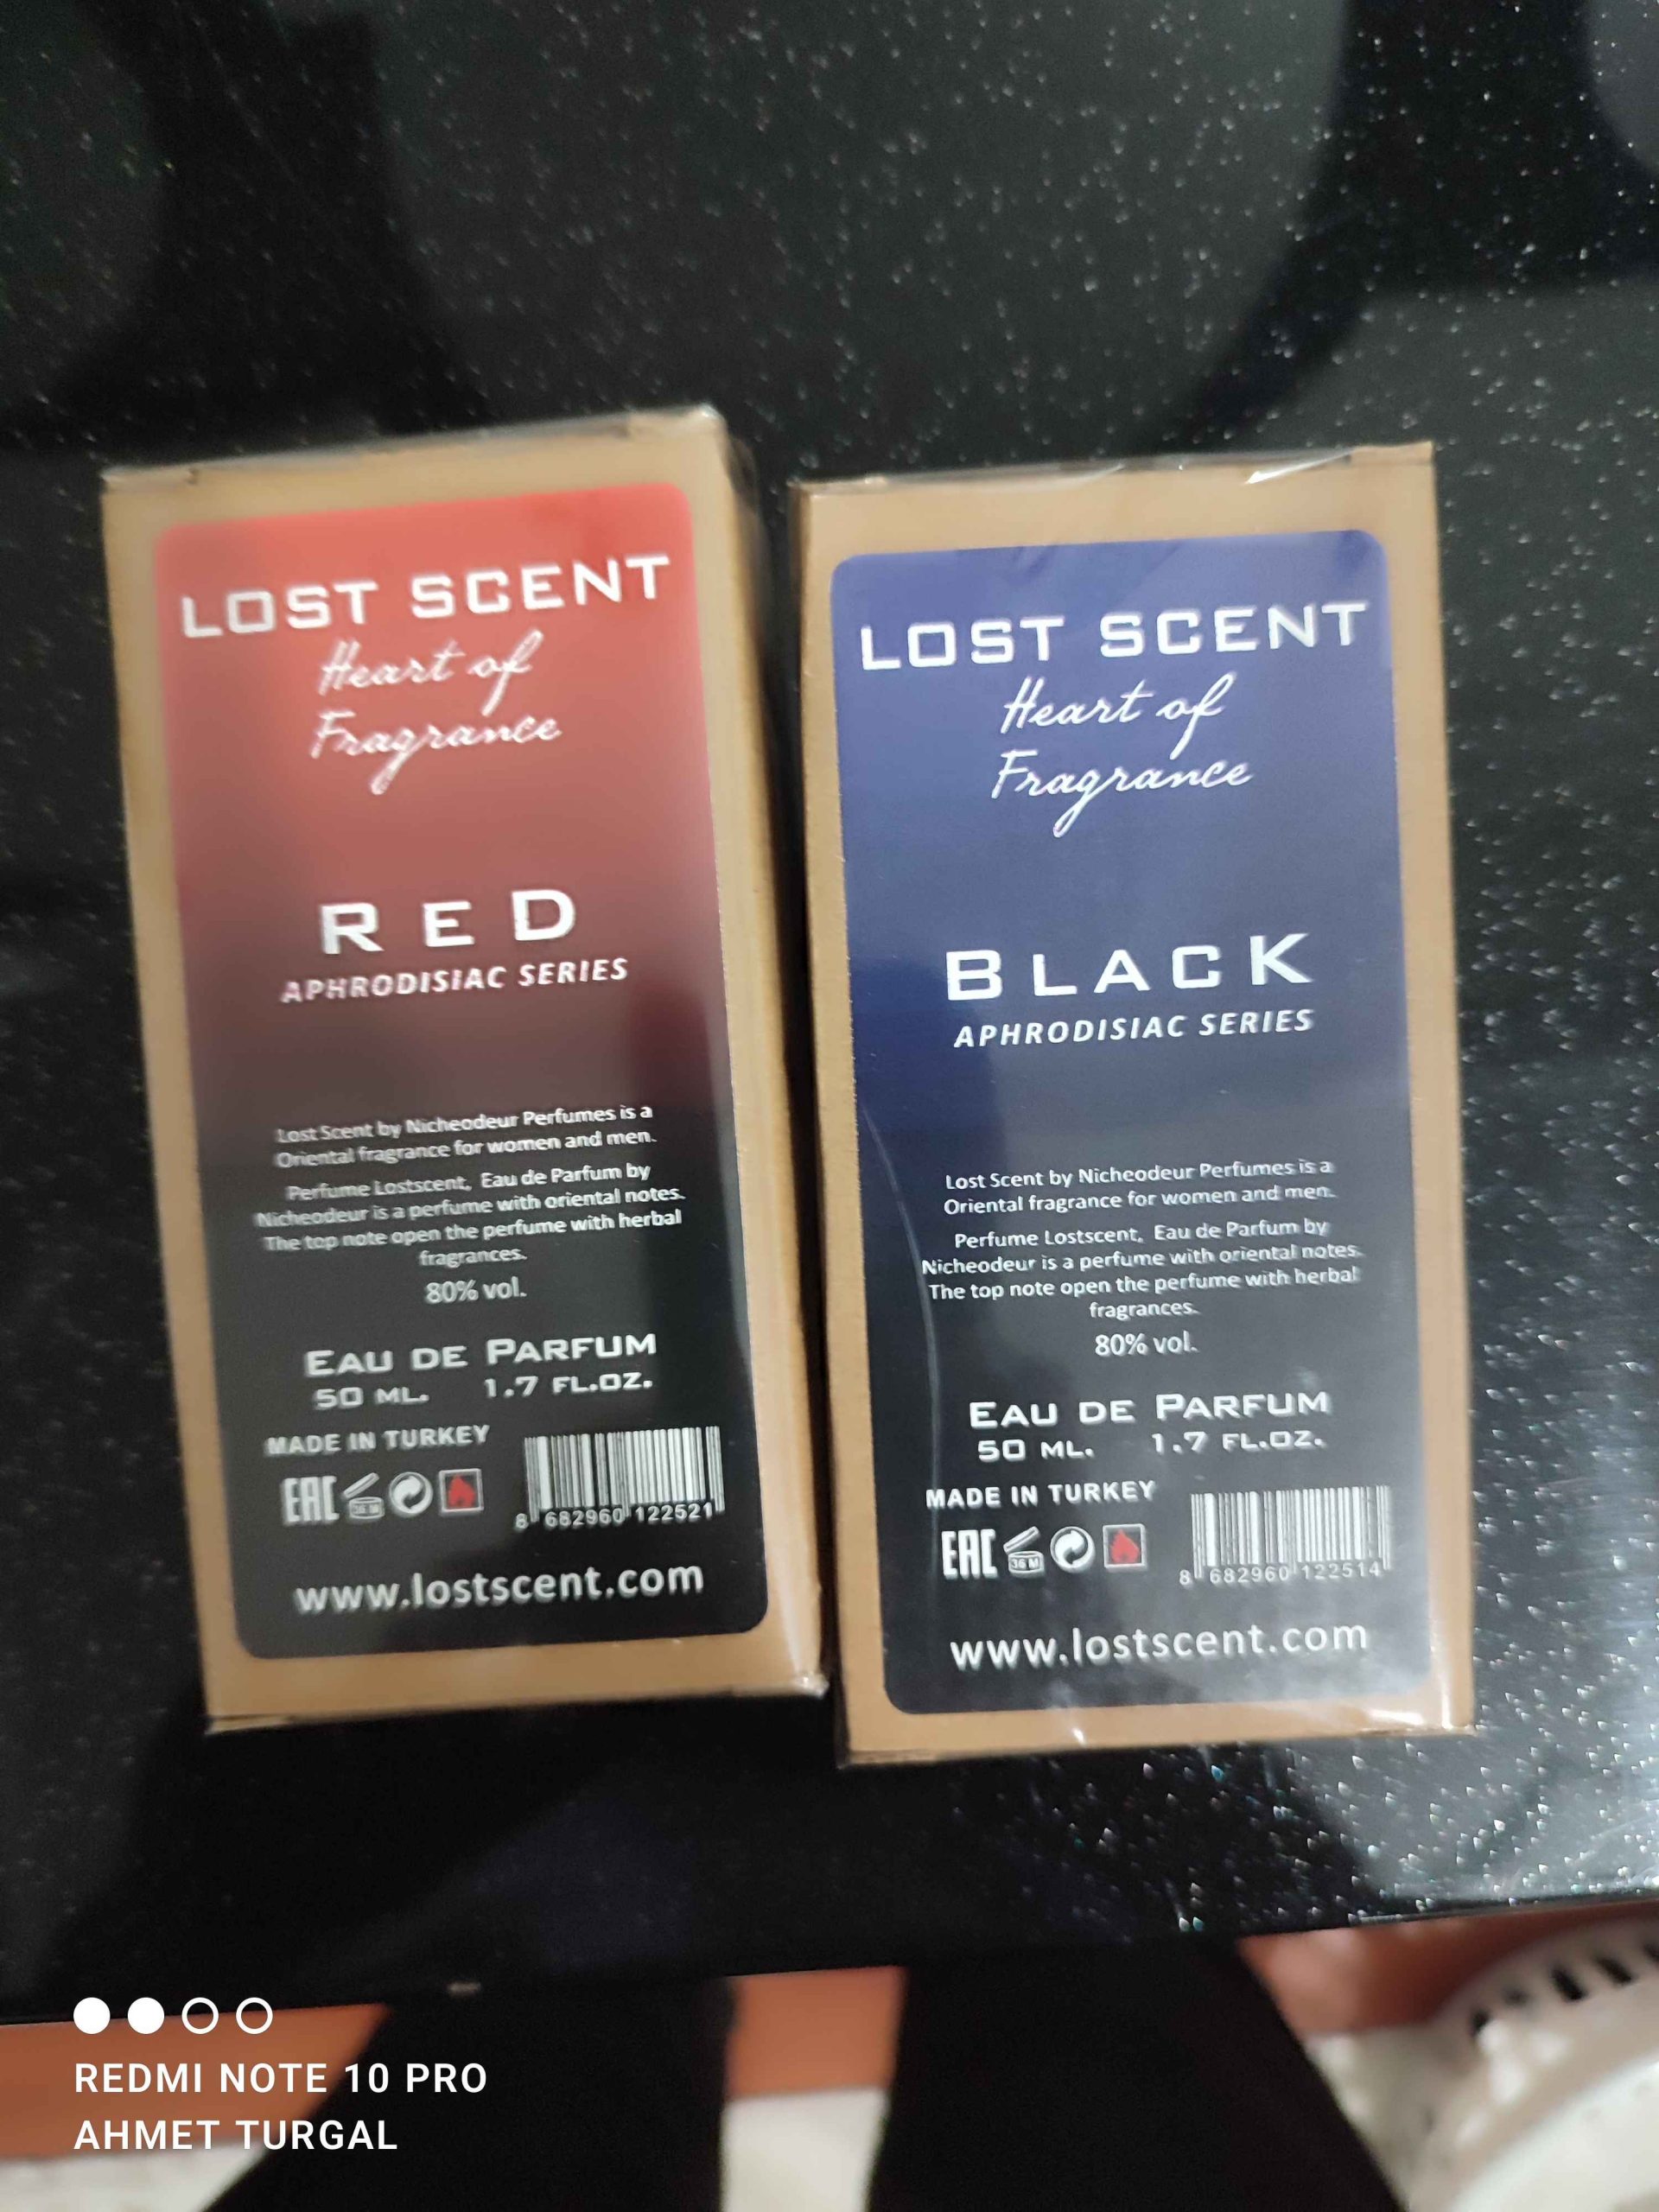 LOST SCENT
Heart of
Fragrance
RED
APHRODISIAC SERIES
Lost Scent by Nicheodeur Perfumes is a
Oriental fragrance for women and men.
Perfume Lostscent, Eau de Parfum by
Nicheodeur is a perfume with oriental notes.
The top note open the perfume with herbal
fragrances.
80% vol.
EAU DE PARFUM
50 ML. 1.7 FL.OZ.
MADE IN TURKEY
EAC 36 M
8 682960 122521
www.lostscent.com
LOST SCENT
Heart of
Fragrance
BLACK
APHRODISIAC SERIES
Lost Scent by Nicheodeur Perfumes is a
Oriental fragrance for women and men.
Perfume Lostscent, Eau de Parfum by
Nicheodeur is a perfume with oriental notes.
The top note open the perfume with herbal
fragrances.
80% vol.
EAU DE PARFUM
50 ML. 1.7 FL.OZ.
MADE IN TURKEY
EAC 36 M
8 682960 122514
www.lostscent.com
REDMI NOTE 10 PRO
AHMET TURGAL